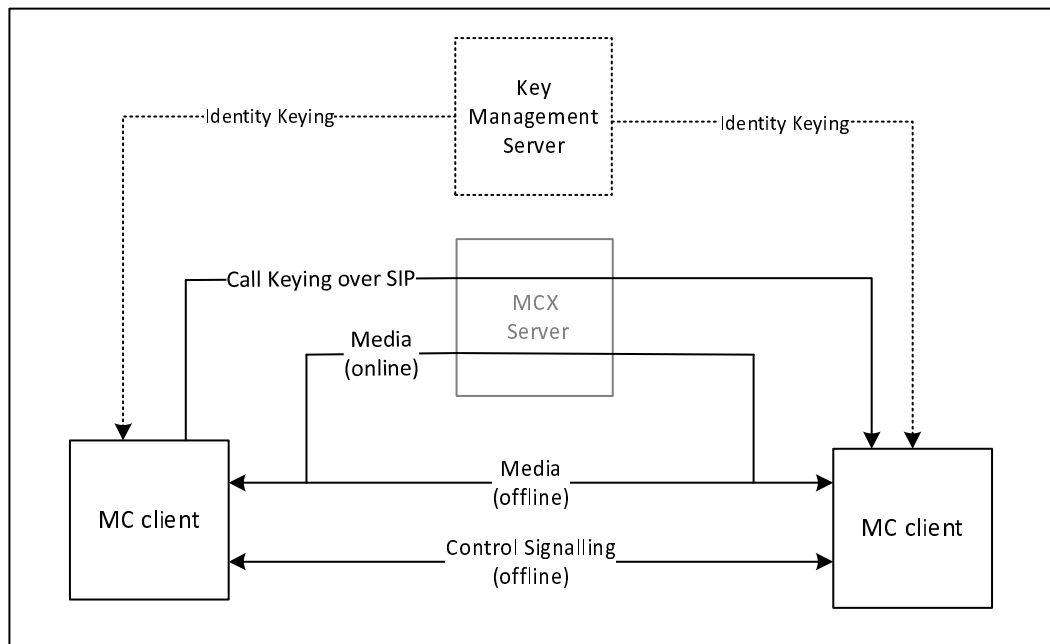 Key
Management
Server
Identity Keying
Identity Keying
Call Keying over SIP
MCX
Server
Media
(online)
Media
(offline)
MC client
MC client
Control Signalling
(offline)